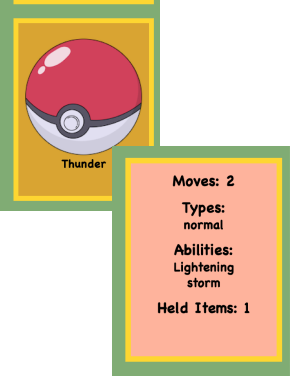 Thunder
Moves: 2
Types:
normal
Abilities:
Lightening
storm
Held Items: 1